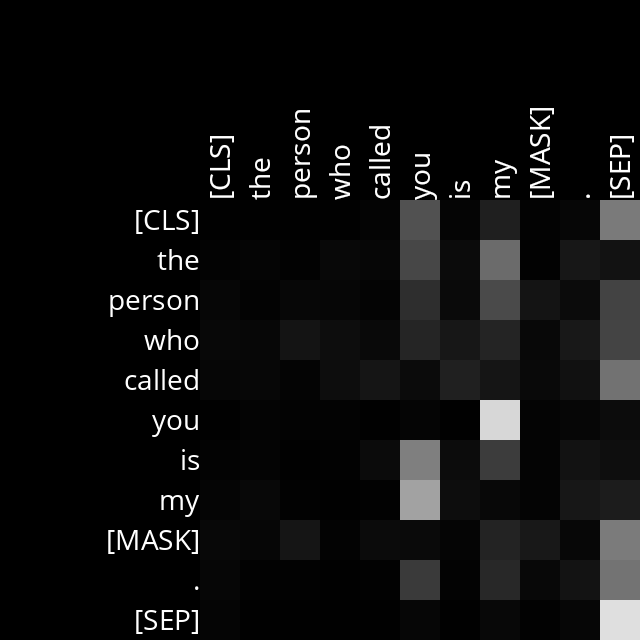 [CLS] the person who called you is my [MASK] . [SEP]
[CLS]
the
person
who
called
you
is
my
[MASK]
.
[SEP]